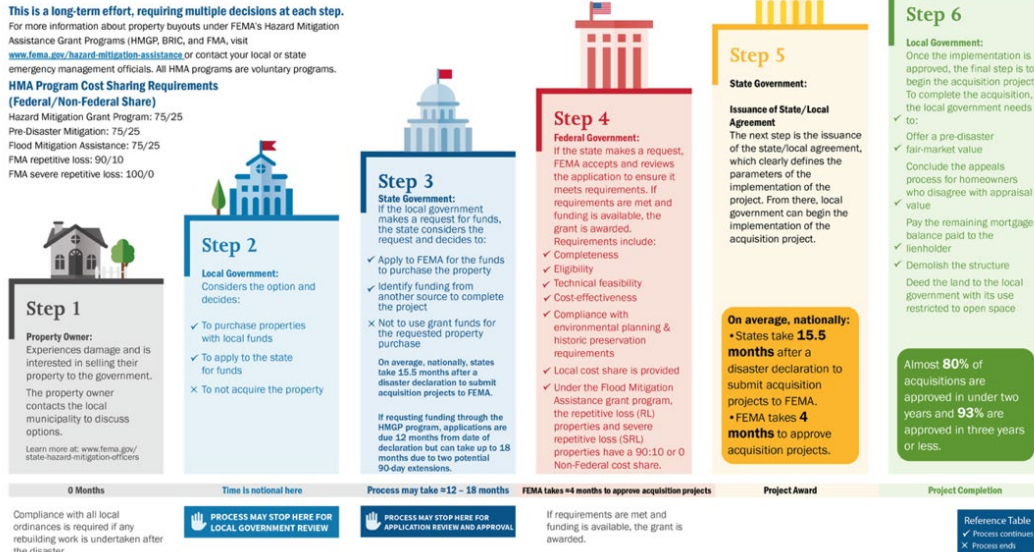 This is a long-term effort, requiring multiple decisions at each step.
For more information about property buyouts under FEMA's Hazard Mitigation
Assistance Grant Programs (HMGP, BRIC, and FMA, visit
www.fema.gov/hazard-mitigation-assistance or contact your local or state
emergency management officials. All HMA programs are voluntary programs.
HMA Program Cost Sharing Requirements
(Federal/Non-Federal Share)
Hazard Mitigation Grant Program: 75/25
Pre-Disaster Mitigation: 75/25
Flood Mitigation Assistance: 75/25
FMA repetitive loss: 90/10
FMA severe repetitive loss: 100/0
Step 1
Property Owner:
Experiences damage and is
interested in selling their
property to the government.
The property owner
contacts the local
municipality to discuss
options.
Learn more at: www.fema.gov/
state-hazard-mitigation-officers
Step 2
Local Government:
Considers the option and
decides:
✓ To purchase properties
with local funds
✓ To apply to the state
for funds
✕ To not acquire the property
Step 3
State Government:
If the local government
makes a request for funds,
the state considers the
request and decides to:
✓ Apply to FEMA for the funds
to purchase the property
✓ Identify funding from
another source to complete
the project
✕ Not to use grant funds for
the requested property
purchase
On average, nationally, states
take 15.5 months after a
disaster declaration to submit
acquisition projects to FEMA.
If requesting funding through the
HMGP program, applications are
due 12 months from date of
declaration but can take up to 18
months due to two potential
90-day extensions.
Step 4
Federal Government:
If the state makes a request,
FEMA accepts and reviews
the application to ensure it
meets requirements. If
requirements are met and
funding is available, the
grant is awarded.
Requirements include:
✓ Completeness
✓ Eligibility
✓ Technical feasibility
✓ Cost-effectiveness
✓ Compliance with
environmental planning &
historic preservation
requirements
✓ Local cost share is provided
✓ Under the Flood Mitigation
Assistance grant program,
the repetitive loss (RL)
properties and severe
repetitive loss (SRL)
properties have a 90:10 or 0
Non-Federal cost share.
Step 5
State Government:
Issuance of State/Local
Agreement
The next step is the issuance
of the state/local agreement,
which clearly defines the
parameters of the
implementation of the
project. From there, local
government can begin the
implementation of the
acquisition project.
On average, nationally:
•States take 15.5
months after a
disaster declaration to
submit acquisition
projects to FEMA.
•FEMA takes 4
months to approve
acquisition projects.
Step 6
Local Government:
Once the implementation is
approved, the final step is to
begin the acquisition project
To complete the acquisition,
the local government needs
✓ to:
Offer a pre-disaster
✓ fair-market value
Conclude the appeals
process for homeowners
who disagree with appraisal
✓ value
Pay the remaining mortgage
balance paid to the
✓ lienholder
✓ Demolish the structure
Deed the land to the local
government with its use
restricted to open space
Almost 80% of
acquisitions are
approved in under two
years and 93% are
approved in three years
or less.
0 Months
Time is notional here
Process may take ≈12 – 18 months
FEMA takes ≈4 months to approve acquisition projects
Project Award
Project Completion
Compliance with all local
ordinances is required if any
rebuilding work is undertaken after
the disaster
PROCESS MAY STOP HERE FOR
LOCAL GOVERNMENT REVIEW
PROCESS MAY STOP HERE FOR
APPLICATION REVIEW AND APPROVAL
If requirements are met and
funding is available, the grant is
awarded.
Reference Table
✓ Process continues
✕ Process ends